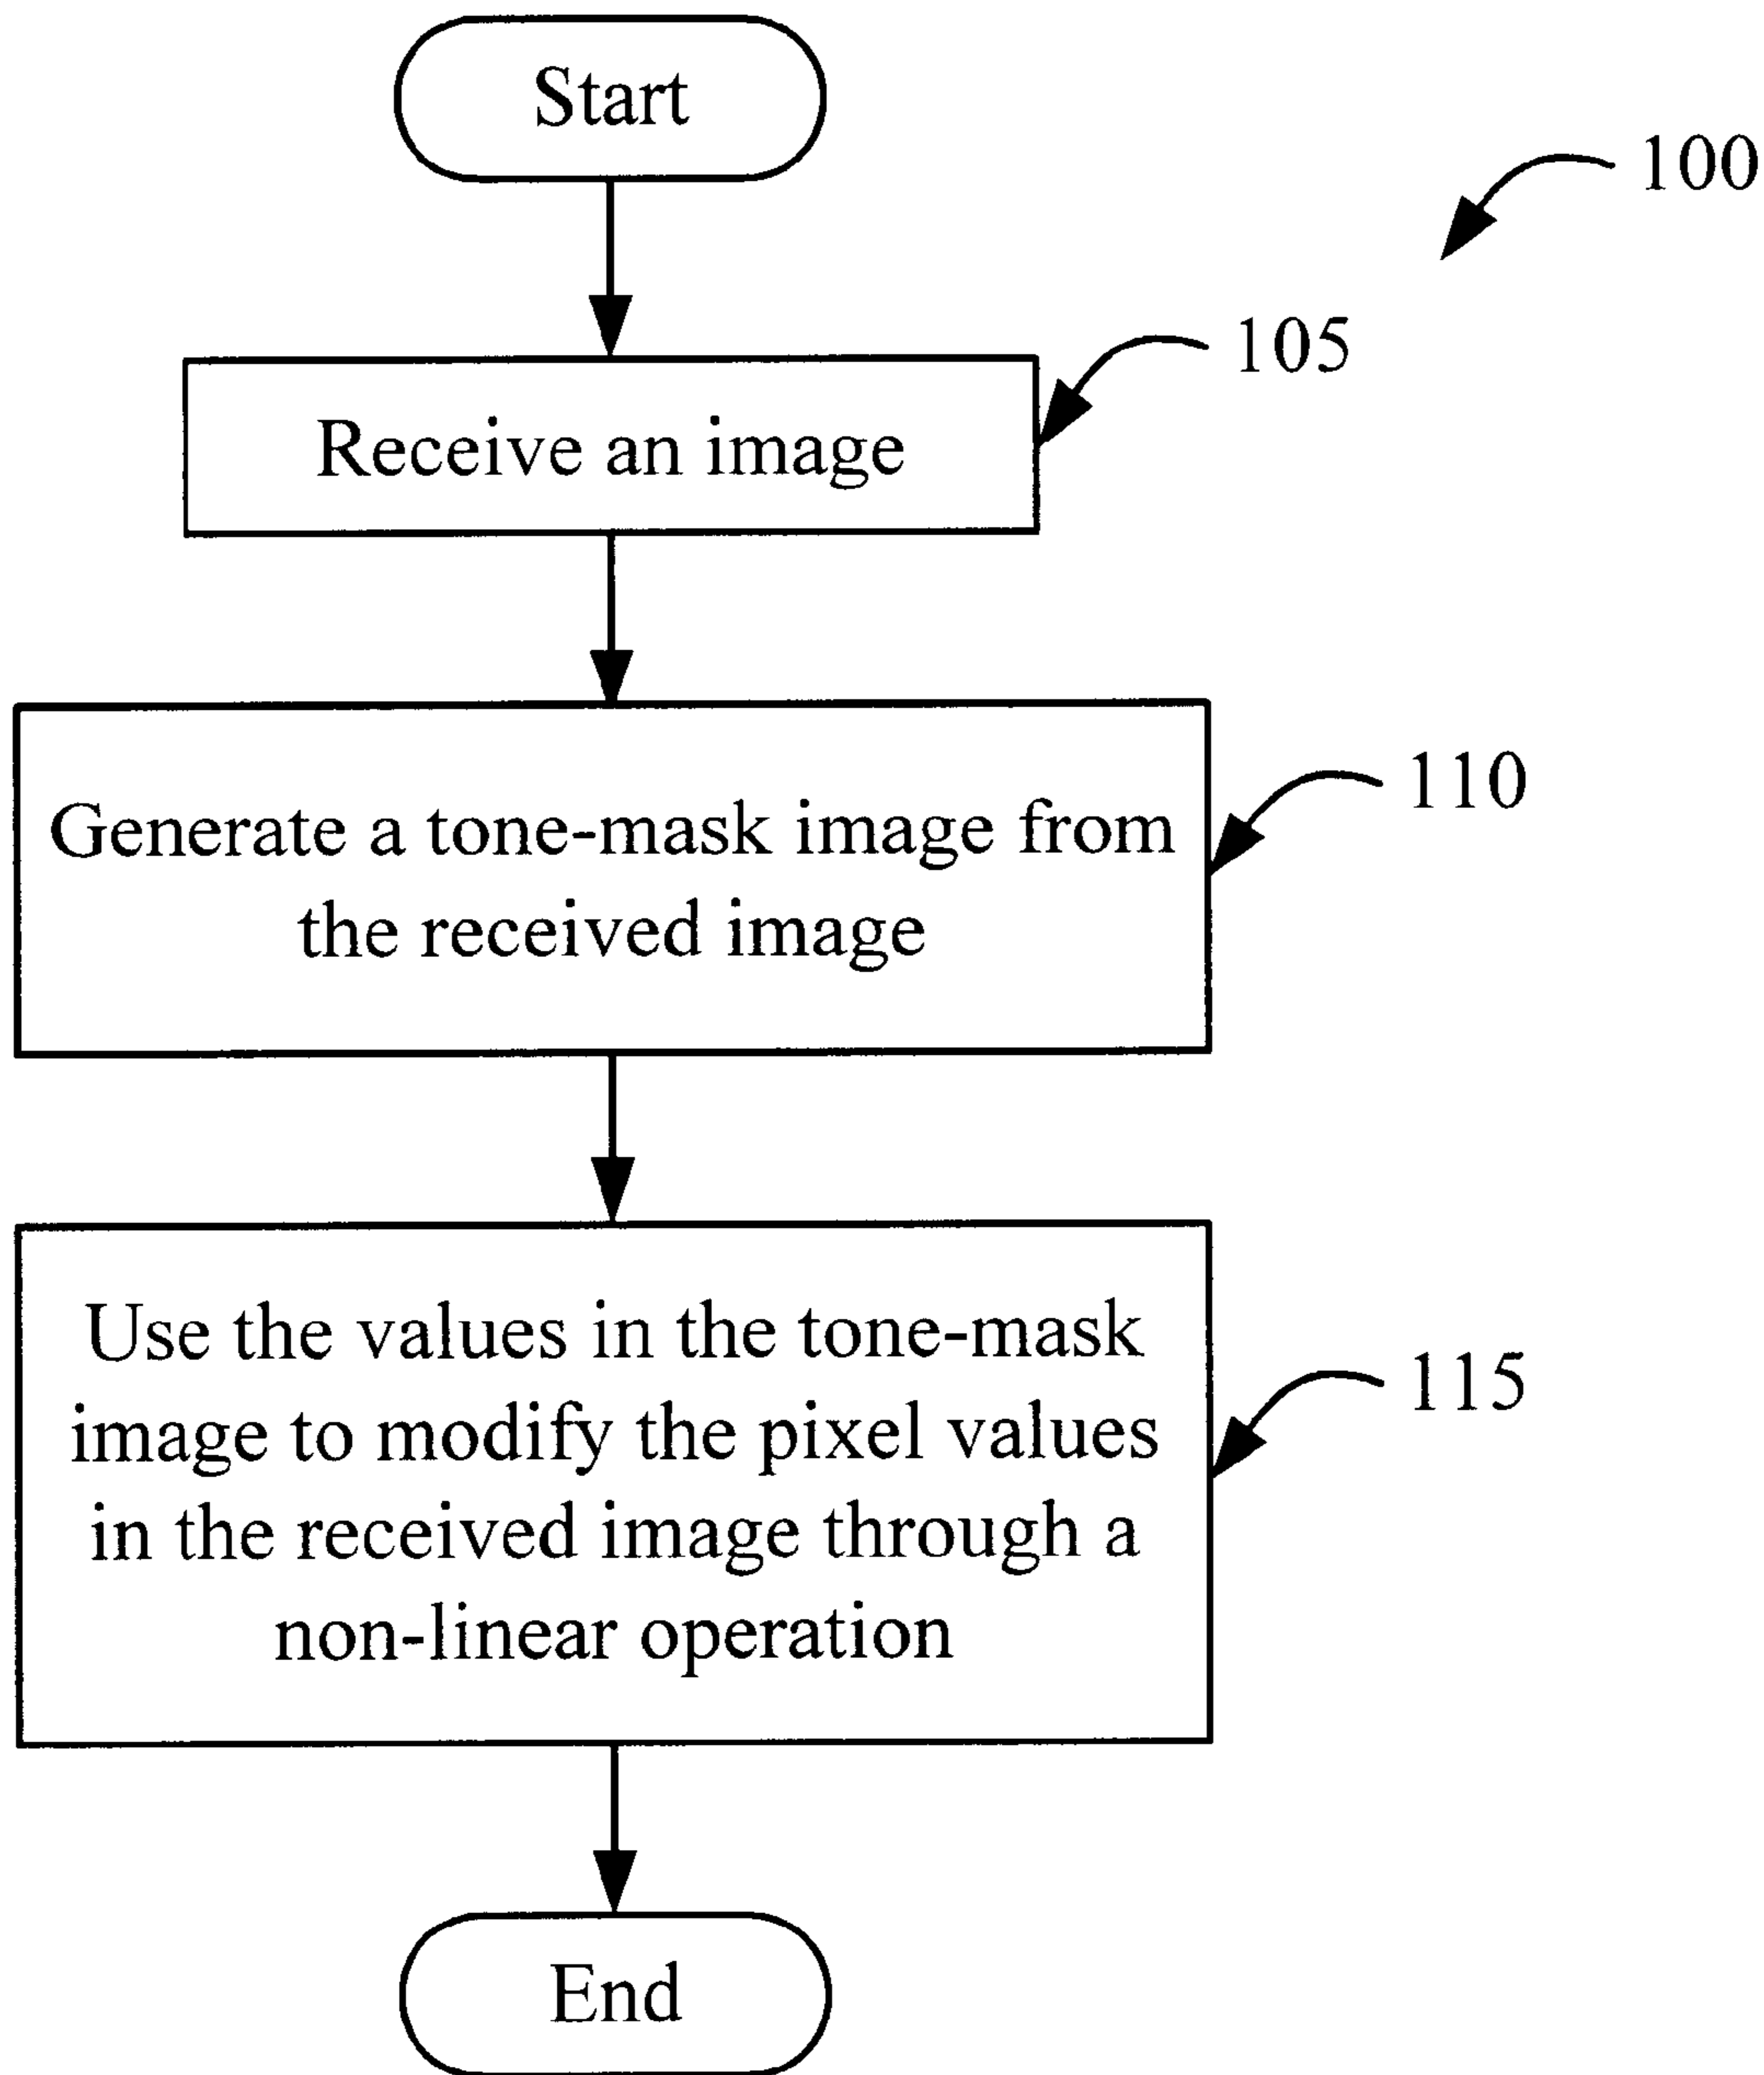 Start
100
105
Receive an image
110
Generate a tone-mask image from
the received image
Use the values in the tone-mask
115
image to modify the pixel values
in the received image through a
non-linear operation
End